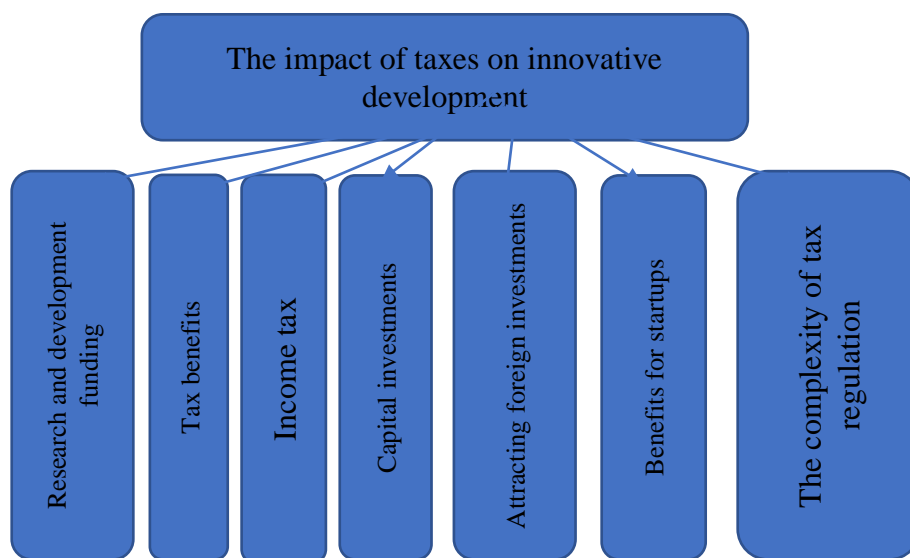 The impact of taxes on innovative
development
Research and development
funding
Tax benefits
Income tax
Capital investments
Attracting foreign investments
Benefits for startups
The complexity of tax
regulation